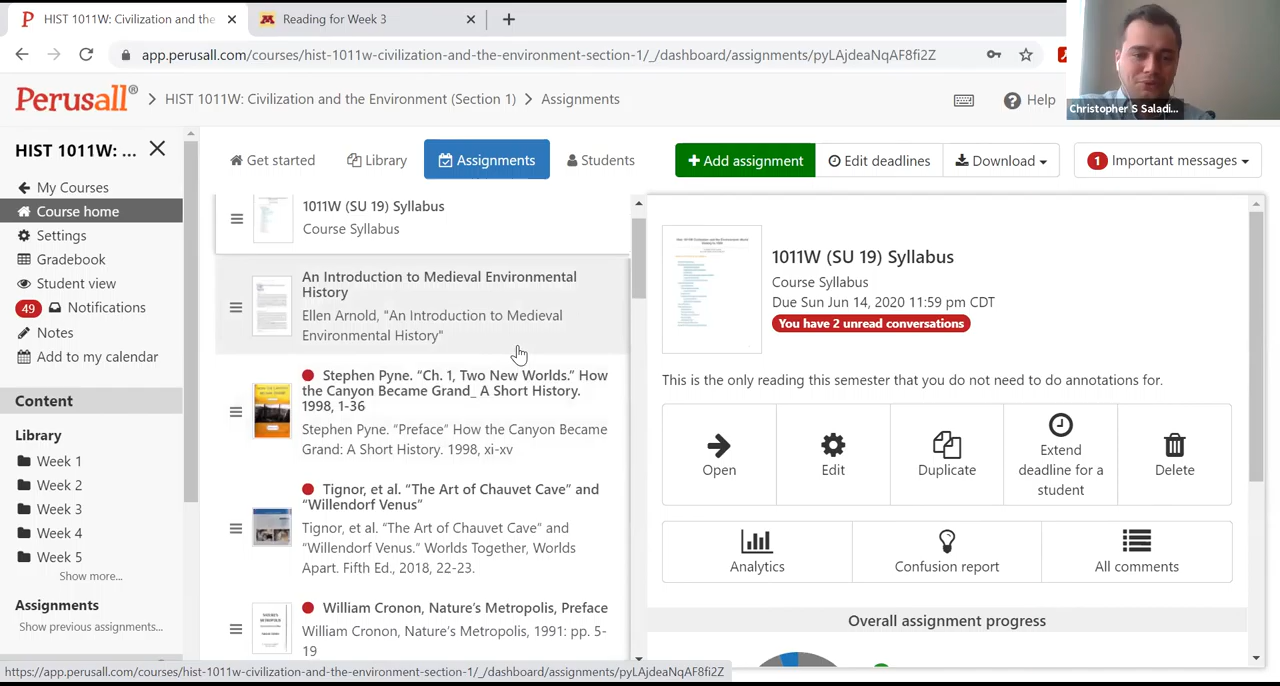 HIST 1011W: Civilization and the
Reading for Week 3
app.perusall.com/courses/hist-1011w-civilization-and-the-environment-section-1/_/dashboard/assignments/pyLAjdeaNqAF8fi2Z
Christopher S Saladi...
Perusall® HIST 1011W: Civilization and the Environment (Section 1) Assignments
Help
HIST 1011W: ...
My Courses
Course home
Settings
Gradebook
Student view
49 Notifications
Notes
Add to my calendar
Content
Library
Week 1
Week 2
Week 3
Week 4
Week 5
Show more...
Assignments
Show previous assignments...
Get started Library Assignments Students
Add assignment Edit deadlines Download 1 Important messages
1011W (SU 19) Syllabus
Course Syllabus
An Introduction to Medieval Environmental
History
Ellen Arnold, "An Introduction to Medieval
Environmental History"
Stephen Pyne. “Ch. 1, Two New Worlds.” How
the Canyon Became Grand_ A Short History.
1998, 1-36
Stephen Pyne. “Preface” How the Canyon Became
Grand: A Short History. 1998, xi-xv
Tignor, et al. “The Art of Chauvet Cave” and
“Willendorf Venus”
Tignor, et al. “The Art of Chauvet Cave” and
“Willendorf Venus.” Worlds Together, Worlds
Apart. Fifth Ed., 2018, 22-23.
William Cronon, Nature’s Metropolis, Preface
William Cronon, Nature’s Metropolis, 1991: pp. 5-
19
1011W (SU 19) Syllabus
Course Syllabus
Due Sun Jun 14, 2020 11:59 pm CDT
You have 2 unread conversations
This is the only reading this semester that you do not need to do annotations for.
Open
Edit
Duplicate
Extend
deadline for a
student
Delete
Analytics
Confusion report
All comments
Overall assignment progress
https://app.perusall.com/courses/hist-1011w-civilization-and-the-environment-section-1/_/dashboard/assignments/pyLAjdeaNqAF8fi2Z